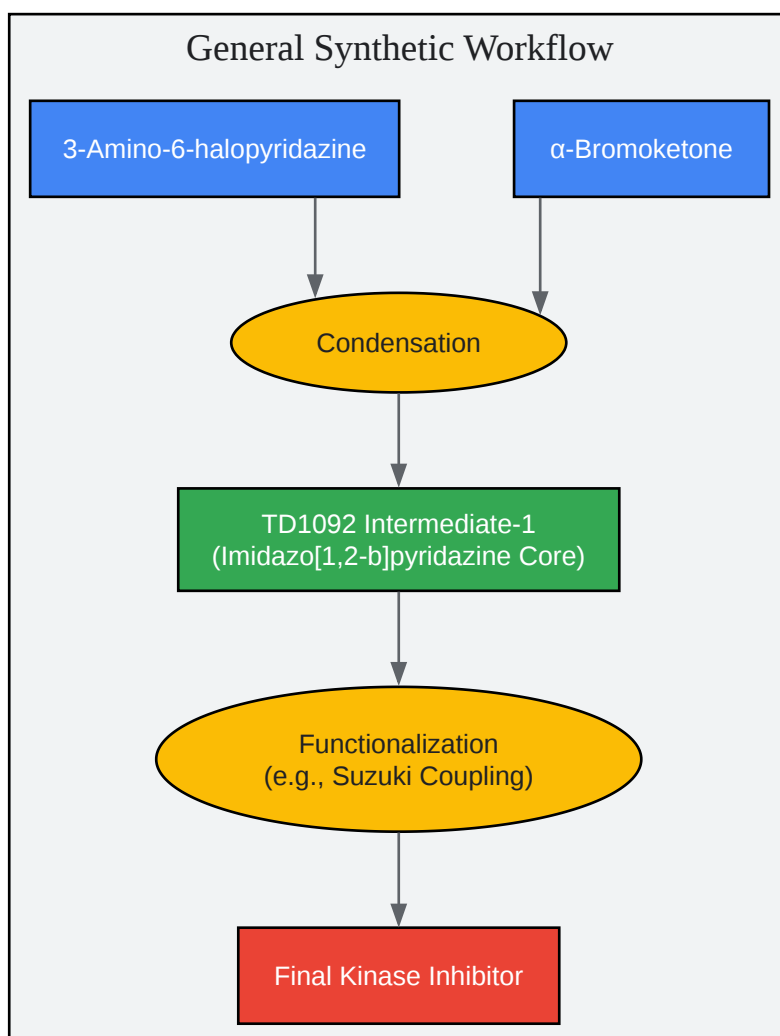 General Synthetic Workflow
3-Amino-6-halopyridazine
α-Bromoketone
Condensation
TD1092 Intermediate-1
(Imidazo[1,2-b]pyridazine Core)
Functionalization
(e.g., Suzuki Coupling)
Final Kinase Inhibitor